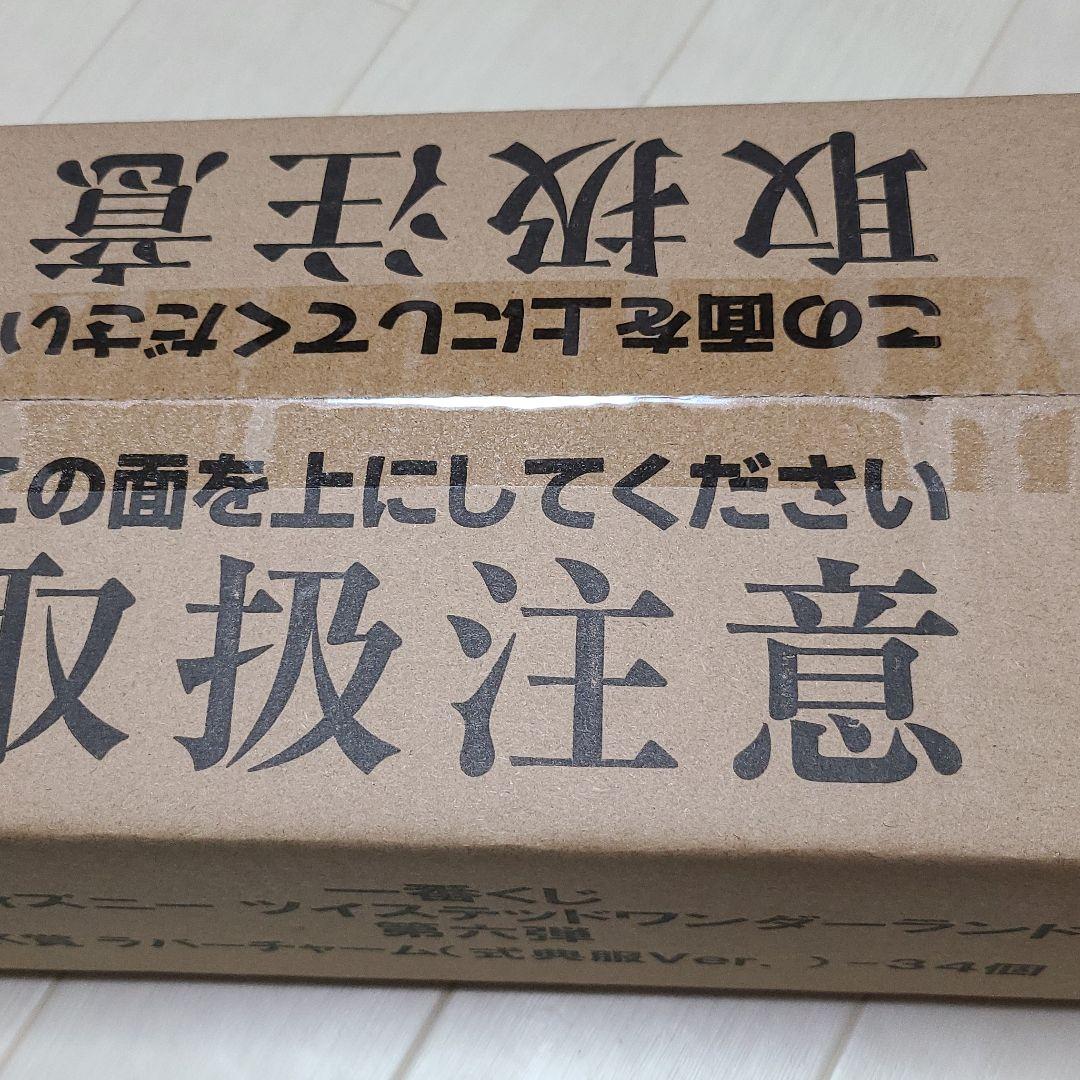 取扱注意
この面を上にしてください
この面を上にしてください
取扱注意
一番くじ
ズニー ツイステッドワンダーランド
第六弾
賞 ラバーチャーム(式典服Ver. )-34個